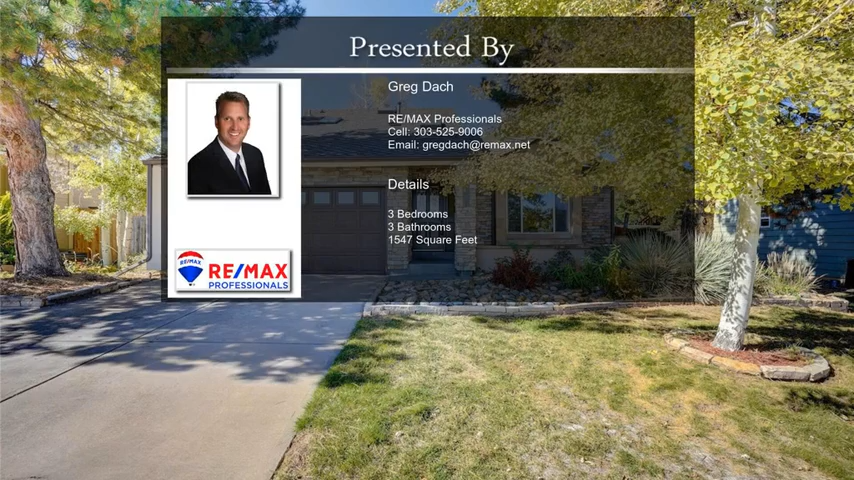 Presented By
Greg Dach
RE/MAX Professionals
Cell: 303-525-9006
Email: gregdach@remax.net
Details
3 Bedrooms
3 Bathrooms
1547 Square Feet
RE/MAX
RE/MAX
PROFESSIONALS